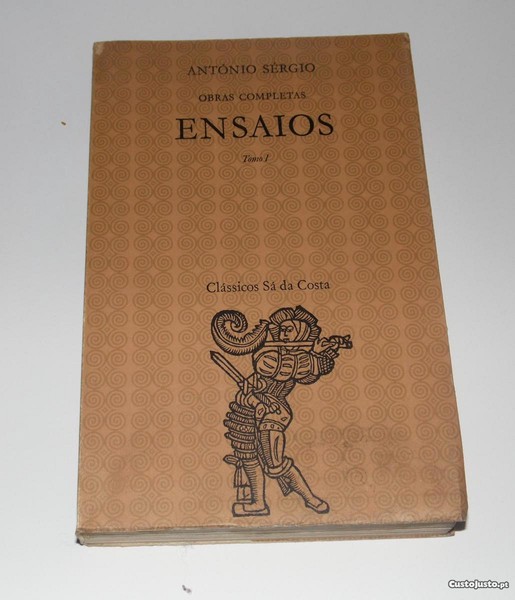 ANTÓNIO SÉRGIO
OBRAS COMPLETAS
ENSAIOS
Tomo I
Clássicos Sá da Costa
CustoJusto.pt